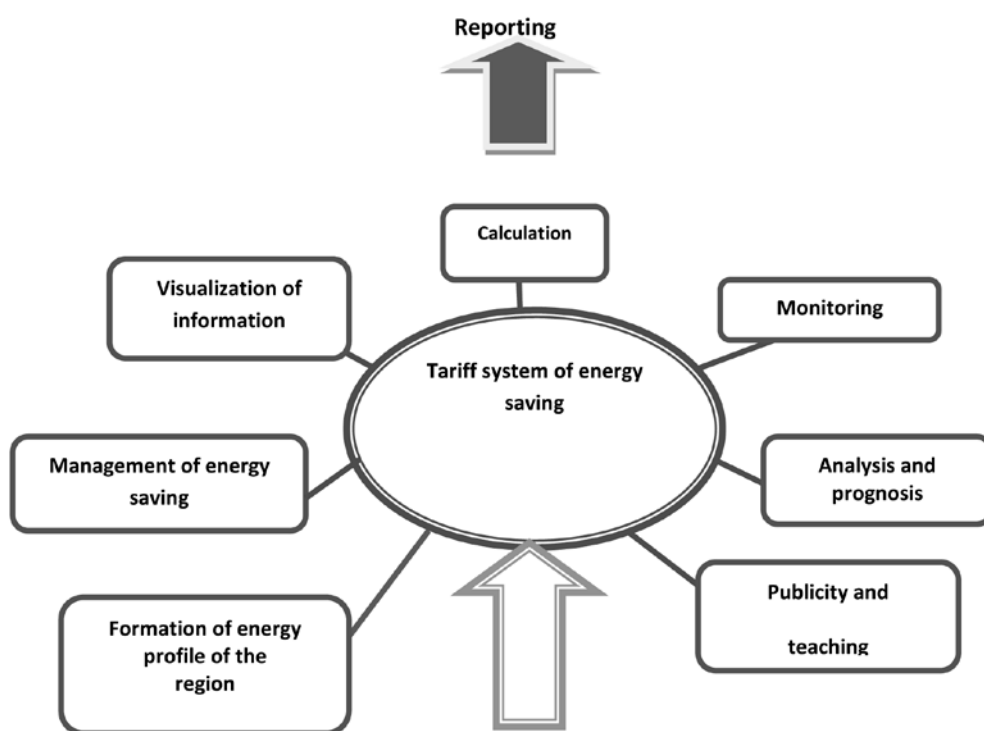 Reporting
Calculation
Visualization of
information
Monitoring
Tariff system of energy
saving
Management of energy
saving
Analysis and
prognosis
Publicity and
teaching
Formation of energy
profile of the
region